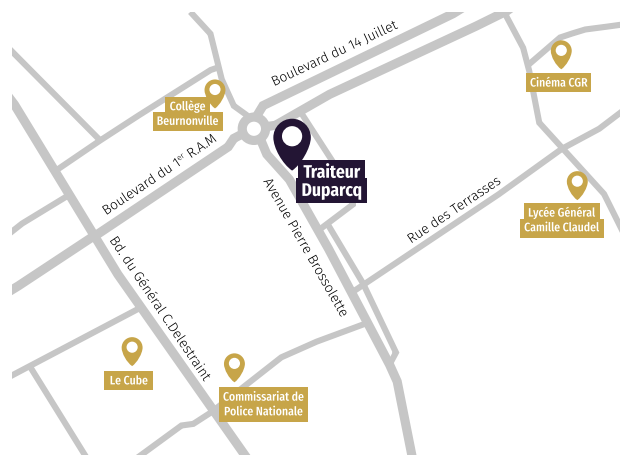 Boulevard du 14 Juillet
Cinéma CGR
Collège
Beurnonville
Boulevard du 1er R.A.M
Traiteur
Duparcq
Avenue Pierre Brossolette
Rue des Terrasses
Lycée Général
Camille Claudel
Bd. du Général C.Delestraint
Le Cube
Commissariat de
Police Nationale